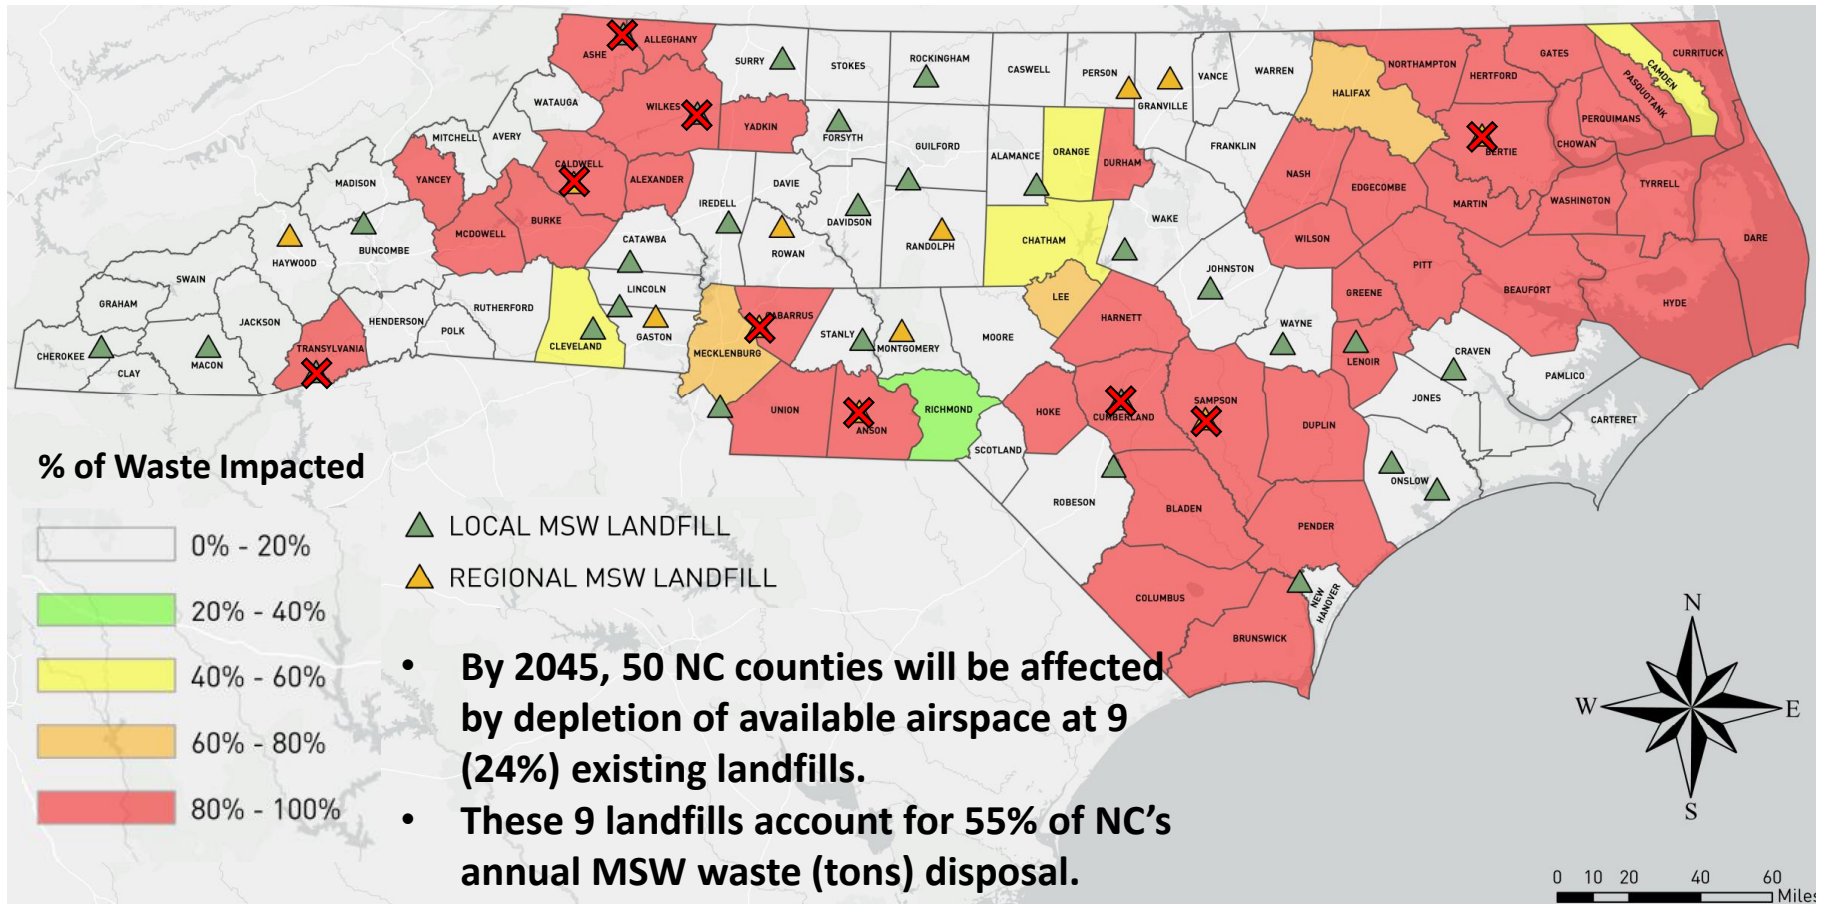 ASHE
ALLEGHANY
SURRY
STOKES
ROCKINGHAM
CASWELL
PERSON
GRANVILLE
VANCE
WARREN
NORTHAMPTON
GATES
HERTFORD
CURRITUCK
CAMDEN
PASQUOTANK
PERQUIMANS
CHOWAN
HALIFAX
BERTIE
WATAUGA
WILKES
YADKIN
FORSYTH
GUILFORD
ALAMANCE
ORANGE
DURHAM
FRANKLIN
NASH
EDGECOMBE
MARTIN
WASHINGTON
TYRRELL
DARE
MITCHELL
AVERY
CALDWELL
ALEXANDER
YANCEY
MADISON
IREDELL
DAVIE
DAVIDSON
RANDOLPH
CHATHAM
WAKE
WILSON
PITT
BEAUFORT
HYDE
HAYWOOD
BUNCOMBE
MCDOWELL
BURKE
CATAWBA
ROWAN
JOHNSTON
GREENE
SWAIN
GRAHAM
JACKSON
HENDERSON
POLK
RUTHERFORD
CLEVELAND
LINCOLN
GASTON
MECKLENBURG
CABARRUS
STANLY
MONTGOMERY
MOORE
LEE
HARNETT
WAYNE
LENOIR
CRAVEN
PAMLICO
JONES
CARTERET
CHEROKEE
CLAY
MACON
TRANSYLVANIA
UNION
ANSON
RICHMOND
SCOTLAND
HOKE
CUMBERLAND
SAMPSON
DUPLIN
ONSLOW
ROBESON
BLADEN
PENDER
COLUMBUS
BRUNSWICK
NEW
HANOVER
% of Waste Impacted
0% - 20%
20% - 40%
40% - 60%
60% - 80%
80% - 100%
LOCAL MSW LANDFILL
REGIONAL MSW LANDFILL
• By 2045, 50 NC counties will be affected
by depletion of available airspace at 9
(24%) existing landfills.
• These 9 landfills account for 55% of NC’s
annual MSW waste (tons) disposal.
N
W
E
S
0 10 20 40 60
Miles